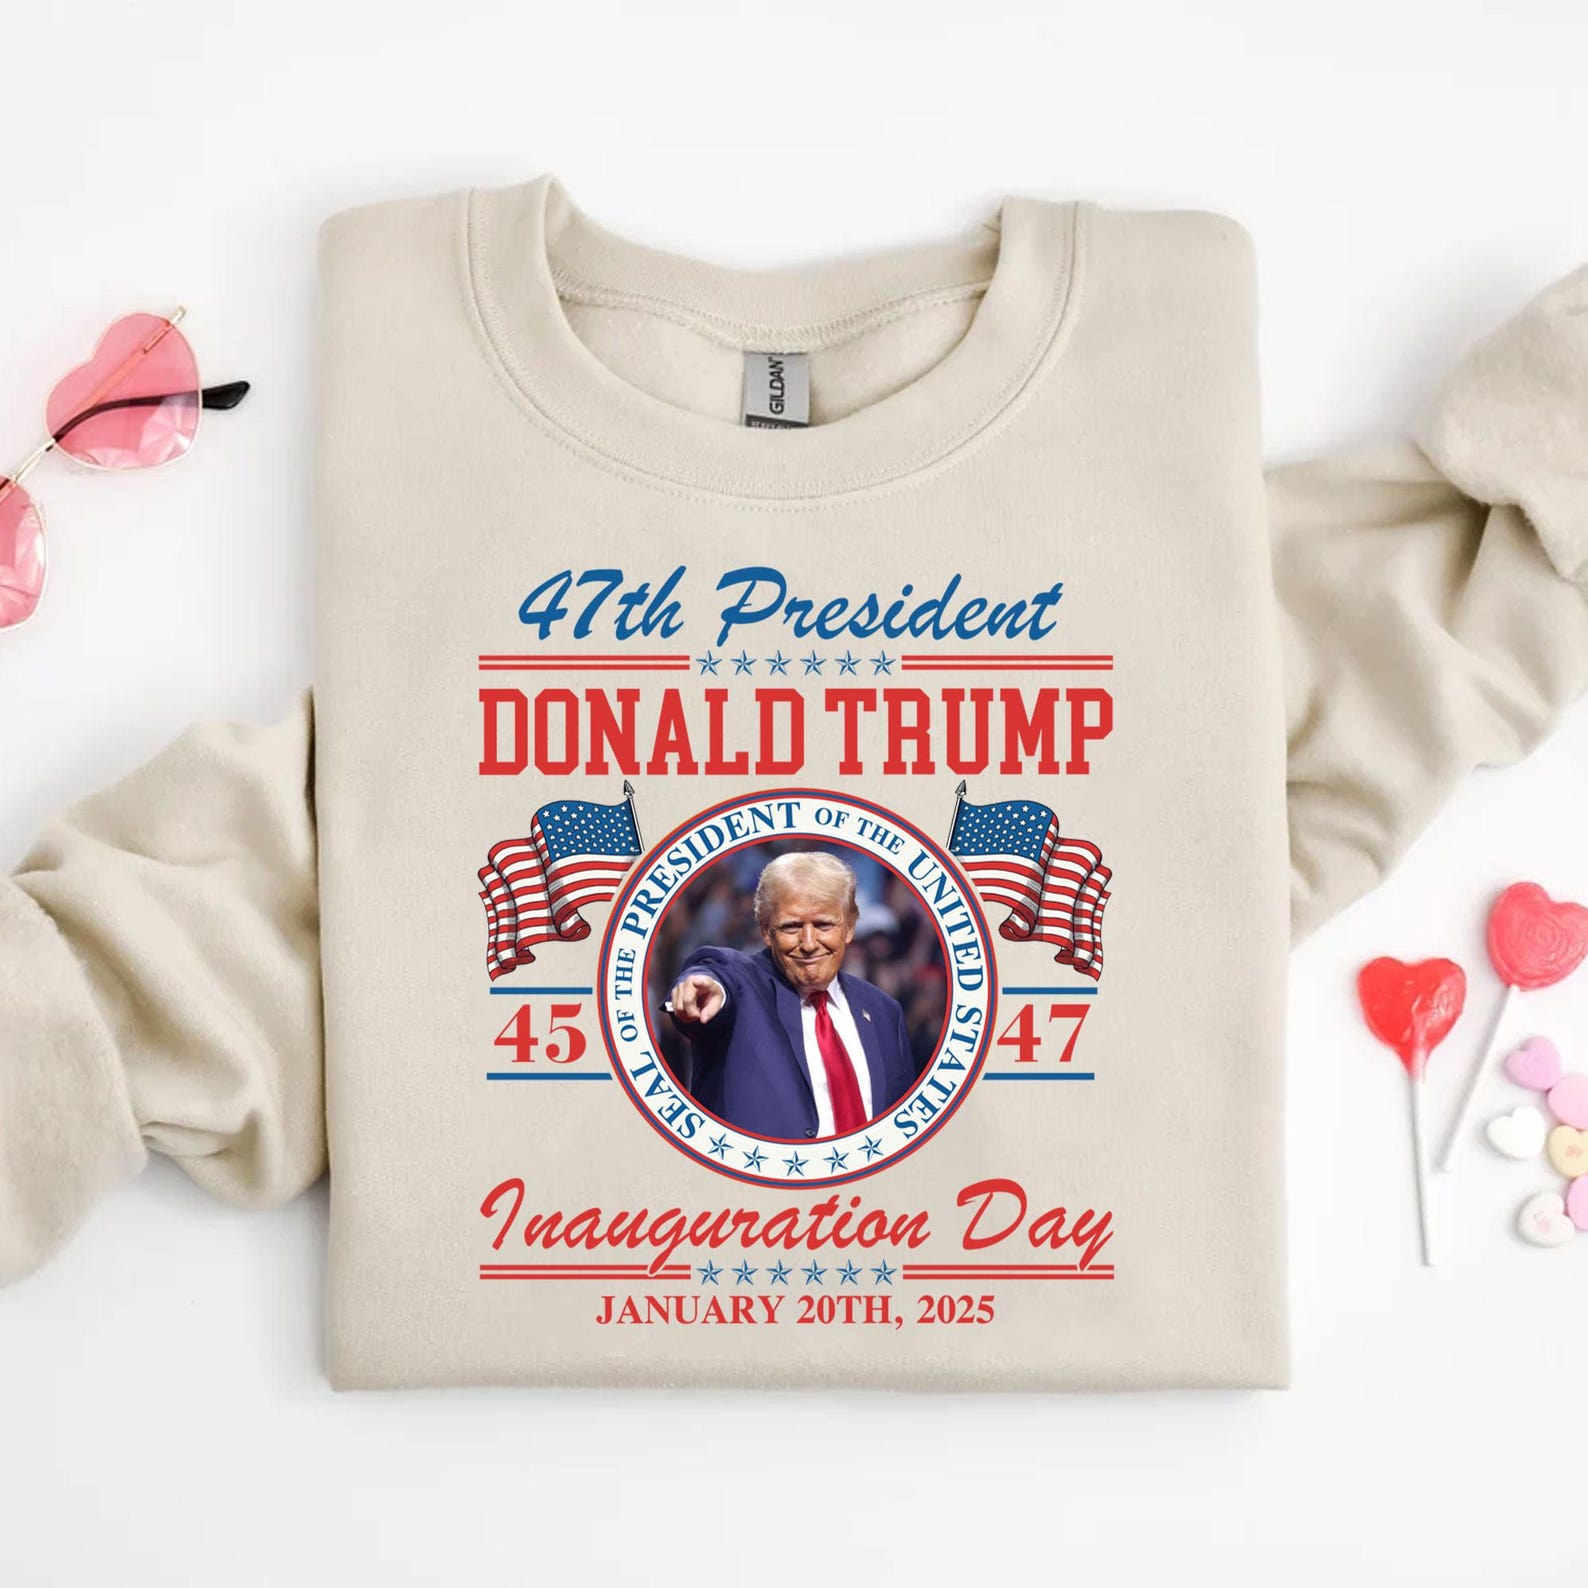 GILDAN
47th President
DONALD TRUMP
SEAL OF THE PRESIDENT OF THE UNITED STATES
45
47
Inauguration Day
JANUARY 20TH, 2025